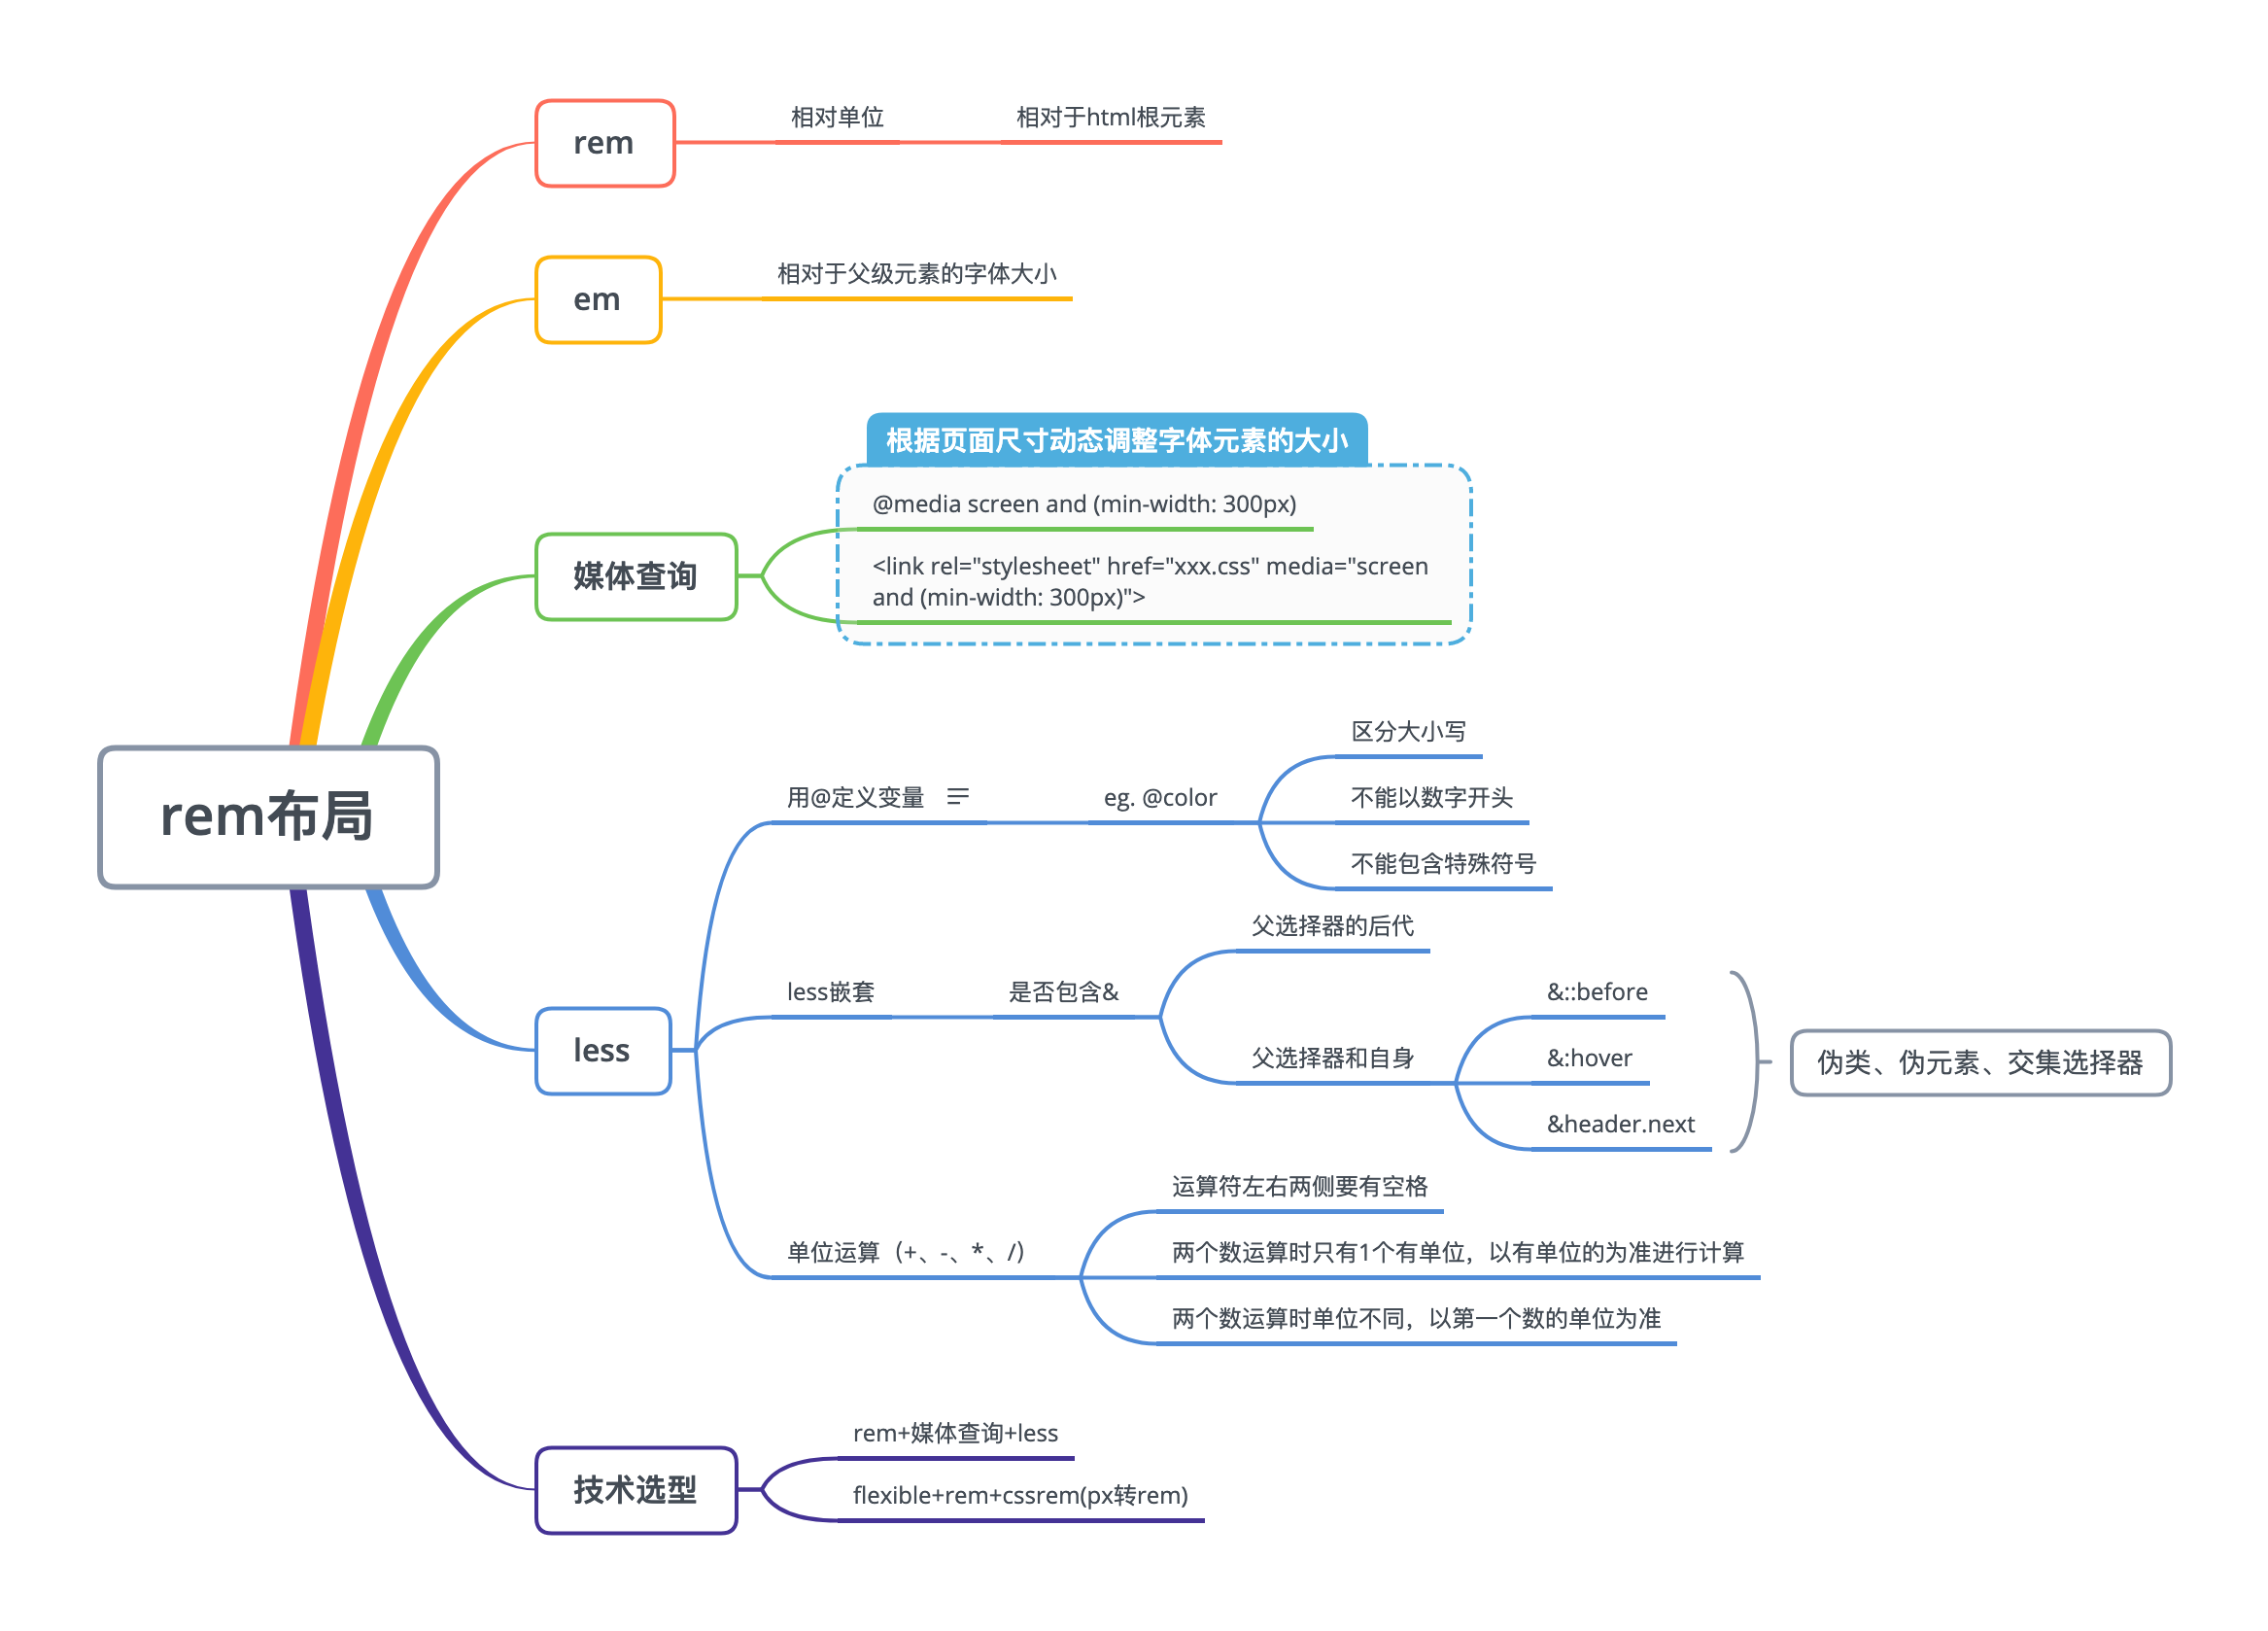 rem布局
rem
相对单位
相对于html根元素
em
相对于父级元素的字体大小
媒体查询
根据页面尺寸动态调整字体元素的大小
@media screen and (min-width: 300px)
<link rel="stylesheet" href="xxx.css" media="screen
and (min-width: 300px)">
less
用@定义变量
eg. @color
区分大小写
不能以数字开头
不能包含特殊符号
less嵌套
是否包含&
父选择器的后代
父选择器和自身
&::before
&:hover
&header.next
伪类、伪元素、交集选择器
单位运算（+、-、*、/）
运算符左右两侧要有空格
两个数运算时只有1个有单位，以有单位的为准进行计算
两个数运算时单位不同，以第一个数的单位为准
技术选型
rem+媒体查询+less
flexible+rem+cssrem(px转rem)